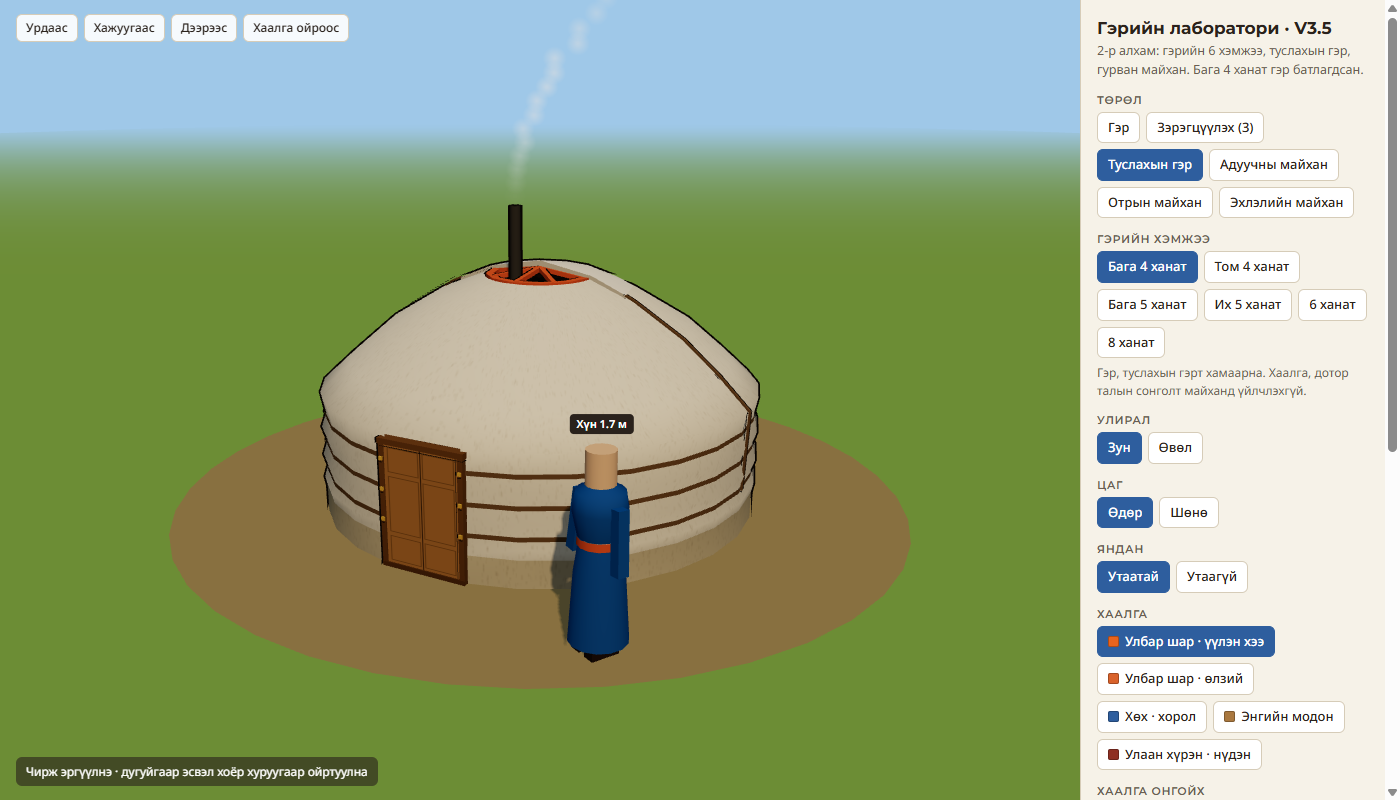 Урдаас
Хажуугаас
Дээрээс
Хаалга ойроос
Хүн 1.7 м
Чирж эргүүлнэ · дугуйгаар эсвэл хоёр хуруугаар ойртуулна
Гэрийн лаборатори · V3.5
2-р алхам: гэрийн 6 хэмжээ, туслахын гэр,
гурван майхан. Бага 4 ханат гэр батлагдсан.
ТӨРӨЛ
Гэр
Зэрэгцүүлэх (3)
Туслахын гэр
Адуучны майхан
Отрын майхан
Эхлэлийн майхан
ГЭРИЙН ХЭМЖЭЭ
Бага 4 ханат
Том 4 ханат
Бага 5 ханат
Их 5 ханат
6 ханат
8 ханат
Гэр, туслахын гэрт хамаарна. Хаалга, дотор
талын сонголт майханд үйлчлэхгүй.
УЛИРАЛ
Зун
Өвөл
ЦАГ
Өдөр
Шөнө
ЯНДАН
Утаатай
Утаагүй
ХААЛГА
Улбар шар · үүлэн хээ
Улбар шар · өлзий
Хөх · хорол
Энгийн модон
Улаан хүрэн · нүдэн
ХААЛГА ОНГОЙХ